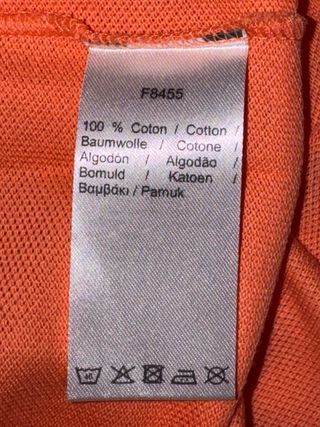 F8455
100 % Coton / Cotton /
Baumwolle / Cotone /
Algodón / Algodão /
Bomuld / Katoen /
Βαμβάκι / Pamuk